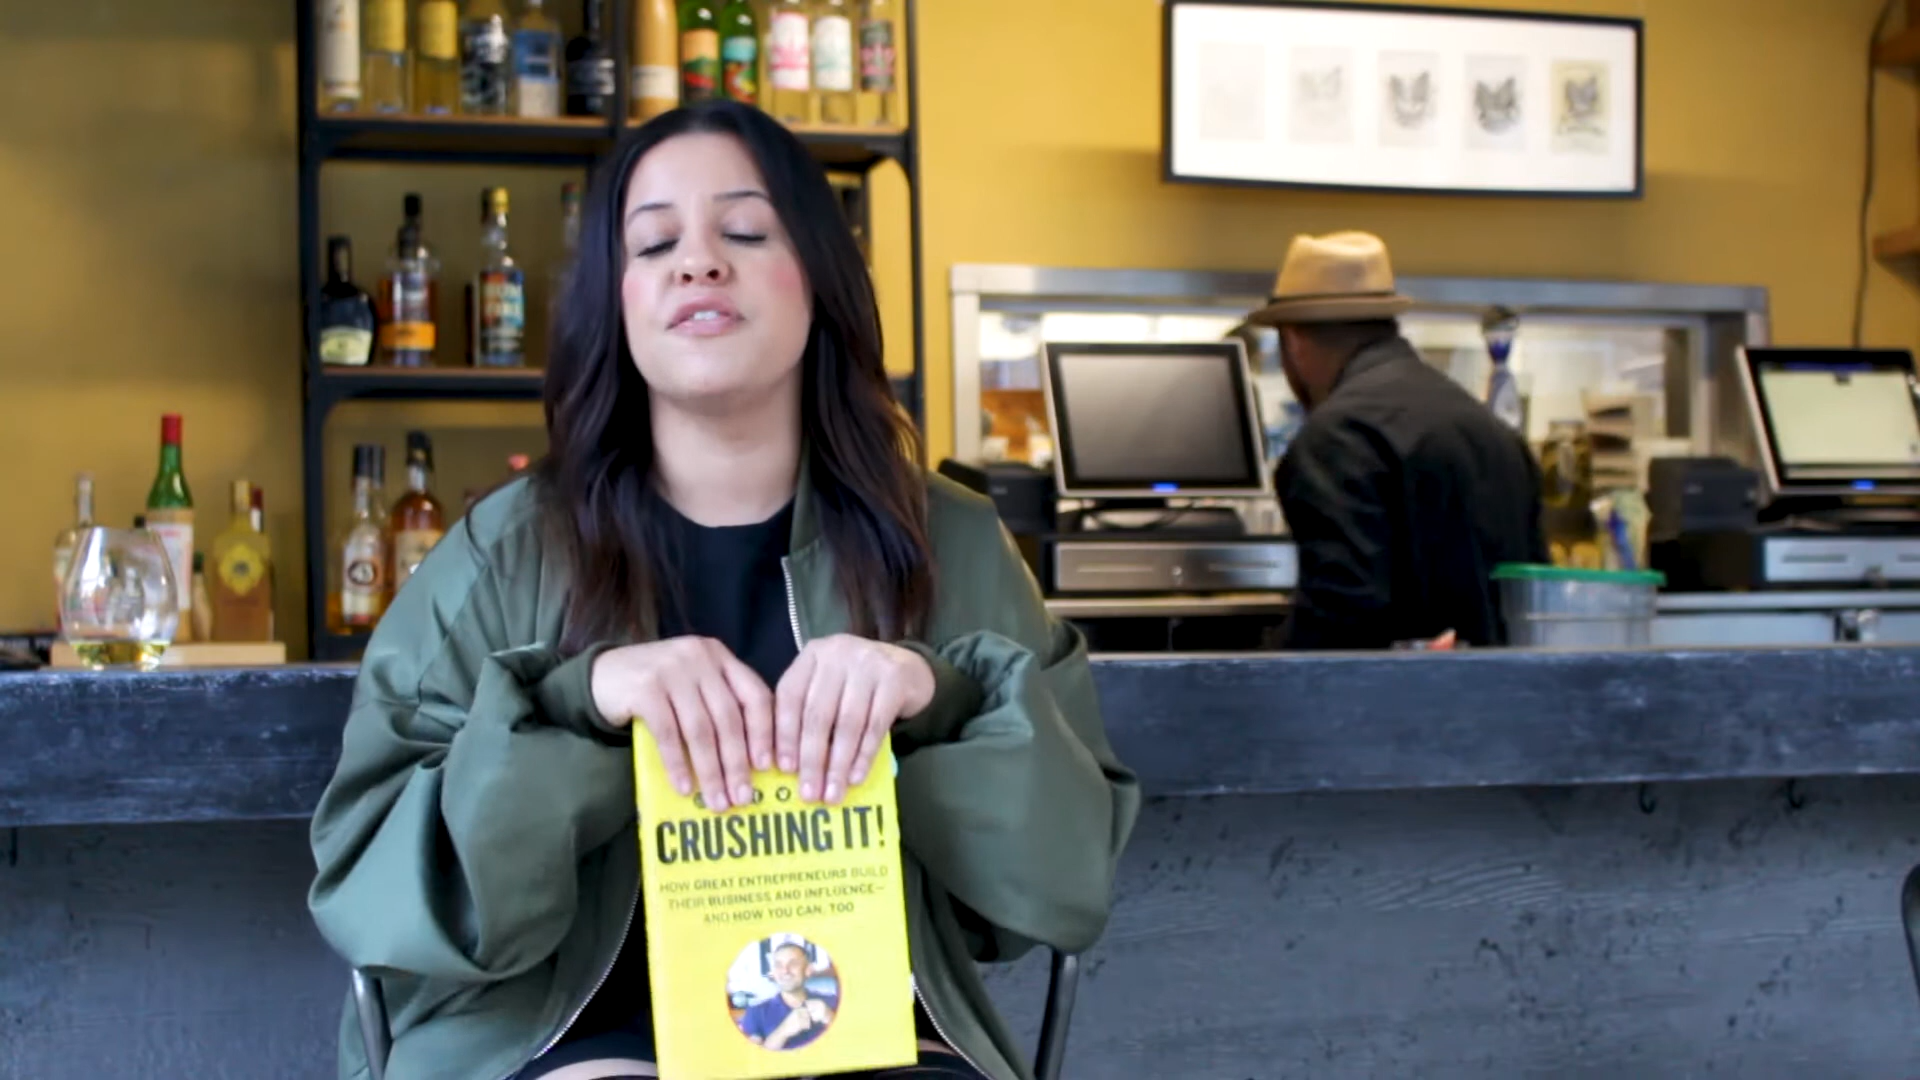 CRUSHING IT!
HOW GREAT ENTREPRENEURS BUILD
THEIR BUSINESS AND INFLUENCE—
AND HOW YOU CAN, TOO